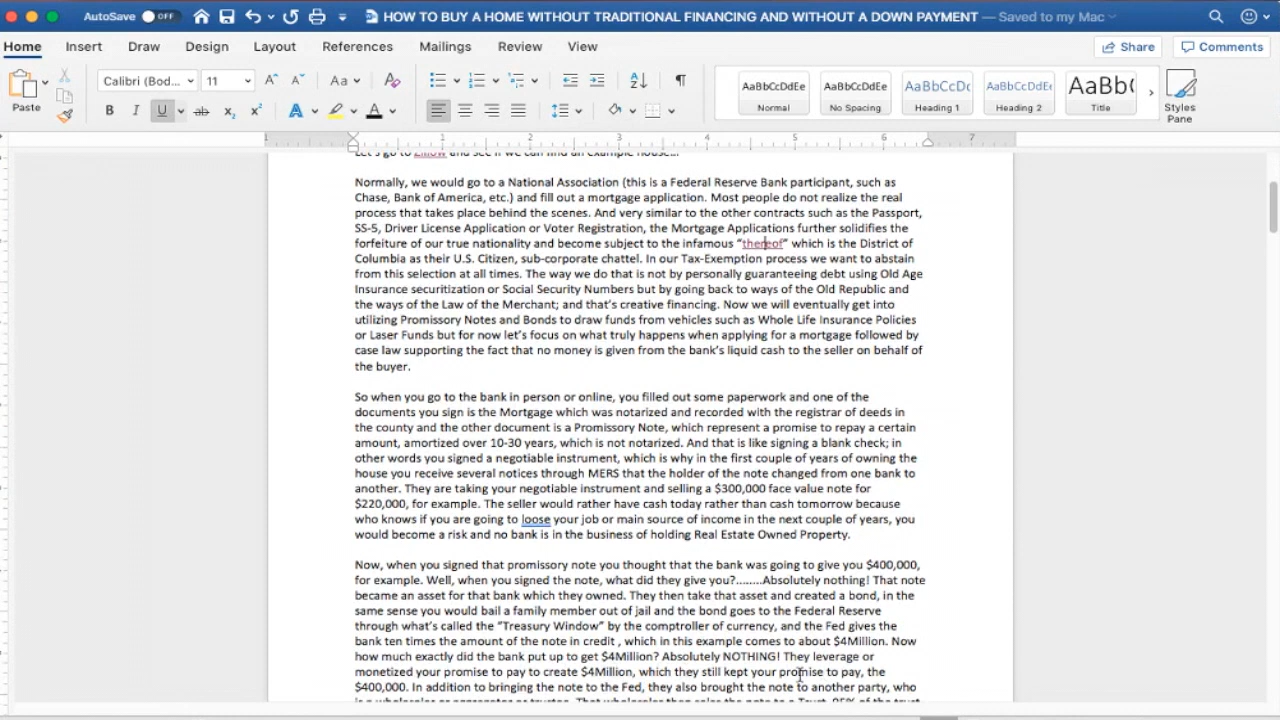 AutoSave OFF HOW TO BUY A HOME WITHOUT TRADITIONAL FINANCING AND WITHOUT A DOWN PAYMENT — Saved to my Mac
Home Insert Draw Design Layout References Mailings Review View Share Comments
Paste Calibri (Bod... 11 Aa
AaBbCcDdEe AaBbCcDdEe AaBbCcDc AaBbCcDdEe AaBb(
Normal No Spacing Heading 1 Heading 2 Title Styles Pane
1 1 2 3 4 5 6 7
Let's go to Zillow and see if we can find an example house...
Normally, we would go to a National Association (this is a Federal Reserve Bank participant, such as
Chase, Bank of America, etc.) and fill out a mortgage application. Most people do not realize the real
process that takes place behind the scenes. And very similar to the other contracts such as the Passport,
SS-5, Driver License Application or Voter Registration, the Mortgage Applications further solidifies the
forfeiture of our true nationality and become subject to the infamous “thereof” which is the District of
Columbia as their U.S. Citizen, sub-corporate chattel. In our Tax-Exemption process we want to abstain
from this selection at all times. The way we do that is not by personally guaranteeing debt using Old Age
Insurance securitization or Social Security Numbers but by going back to ways of the Old Republic and
the ways of the Law of the Merchant; and that's creative financing. Now we will eventually get into
utilizing Promissory Notes and Bonds to draw funds from vehicles such as Whole Life Insurance Policies
or Laser Funds but for now let's focus on what truly happens when applying for a mortgage followed by
case law supporting the fact that no money is given from the bank's liquid cash to the seller on behalf of
the buyer.
So when you go to the bank in person or online, you filled out some paperwork and one of the
documents you sign is the Mortgage which was notarized and recorded with the registrar of deeds in
the county and the other document is a Promissory Note, which represent a promise to repay a certain
amount, amortized over 10-30 years, which is not notarized. And that is like signing a blank check; in
other words you signed a negotiable instrument, which is why in the first couple of years of owning the
house you receive several notices through MERS that the holder of the note changed from one bank to
another. They are taking your negotiable instrument and selling a $300,000 face value note for
$220,000, for example. The seller would rather have cash today rather than cash tomorrow because
who knows if you are going to loose your job or main source of income in the next couple of years, you
would become a risk and no bank is in the business of holding Real Estate Owned Property.
Now, when you signed that promissory note you thought that the bank was going to give you $400,000,
for example. Well, when you signed the note, what did they give you?........Absolutely nothing! That note
became an asset for that bank which they owned. They then take that asset and created a bond, in the
same sense you would bail a family member out of jail and the bond goes to the Federal Reserve
through what's called the “Treasury Window” by the comptroller of currency, and the Fed gives the
bank ten times the amount of the note in credit , which in this example comes to about $4Million. Now
how much exactly did the bank put up to get $4Million? Absolutely NOTHING! They leverage or
monetized your promise to pay to create $4Million, which they still kept your promise to pay, the
$400,000. In addition to bringing the note to the Fed, they also brought the note to another party, who